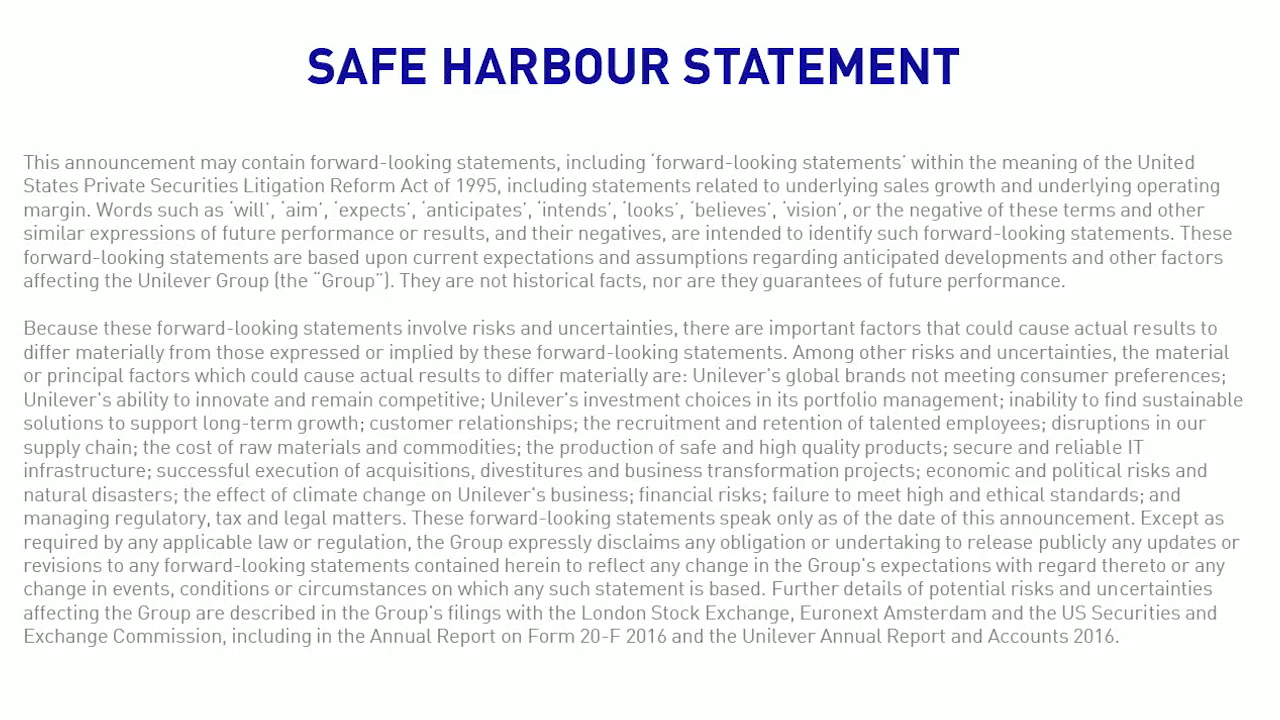 SAFE HARBOUR STATEMENT
This announcement may contain forward-looking statements, including ‘forward-looking statements’ within the meaning of the United
States Private Securities Litigation Reform Act of 1995, including statements related to underlying sales growth and underlying operating
margin. Words such as ‘will’, ‘aim’, ‘expects’, ‘anticipates’, ‘intends’, ‘looks’, ‘believes’, ‘vision’, or the negative of these terms and other
similar expressions of future performance or results, and their negatives, are intended to identify such forward-looking statements. These
forward-looking statements are based upon current expectations and assumptions regarding anticipated developments and other factors
affecting the Unilever Group (the “Group”). They are not historical facts, nor are they guarantees of future performance.
Because these forward-looking statements involve risks and uncertainties, there are important factors that could cause actual results to
differ materially from those expressed or implied by these forward-looking statements. Among other risks and uncertainties, the material
or principal factors which could cause actual results to differ materially are: Unilever's global brands not meeting consumer preferences;
Unilever's ability to innovate and remain competitive; Unilever's investment choices in its portfolio management; inability to find sustainable
solutions to support long-term growth; customer relationships; the recruitment and retention of talented employees; disruptions in our
supply chain; the cost of raw materials and commodities; the production of safe and high quality products; secure and reliable IT
infrastructure; successful execution of acquisitions, divestitures and business transformation projects; economic and political risks and
natural disasters; the effect of climate change on Unilever's business; financial risks; failure to meet high and ethical standards; and
managing regulatory, tax and legal matters. These forward-looking statements speak only as of the date of this announcement. Except as
required by any applicable law or regulation, the Group expressly disclaims any obligation or undertaking to release publicly any updates or
revisions to any forward-looking statements contained herein to reflect any change in the Group's expectations with regard thereto or any
change in events, conditions or circumstances on which any such statement is based. Further details of potential risks and uncertainties
affecting the Group are described in the Group's filings with the London Stock Exchange, Euronext Amsterdam and the US Securities and
Exchange Commission, including in the Annual Report on Form 20-F 2016 and the Unilever Annual Report and Accounts 2016.